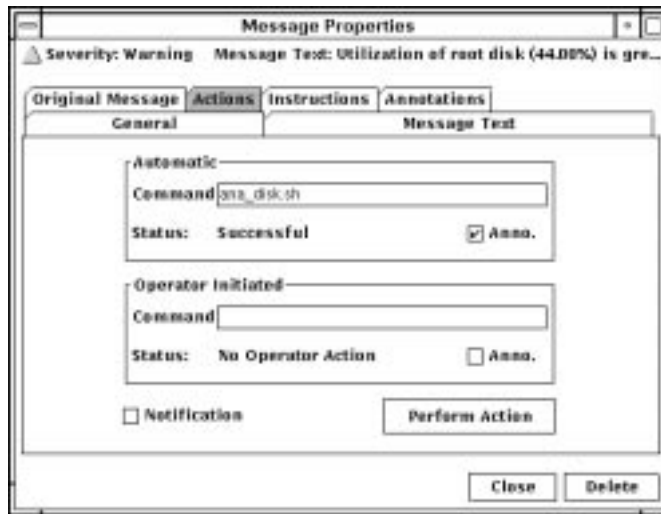 Message Properties
Severity: Warning Message Text: Utilization of root disk (44.00%) is gre...
Original Message Actions Instructions Annotations
General Message Text
Automatic
Command ana_disk.sh
Status: Successful Anno.
Operator Initiated
Command
Status: No Operator Action Anno.
Notification Perform Action
Close Delete